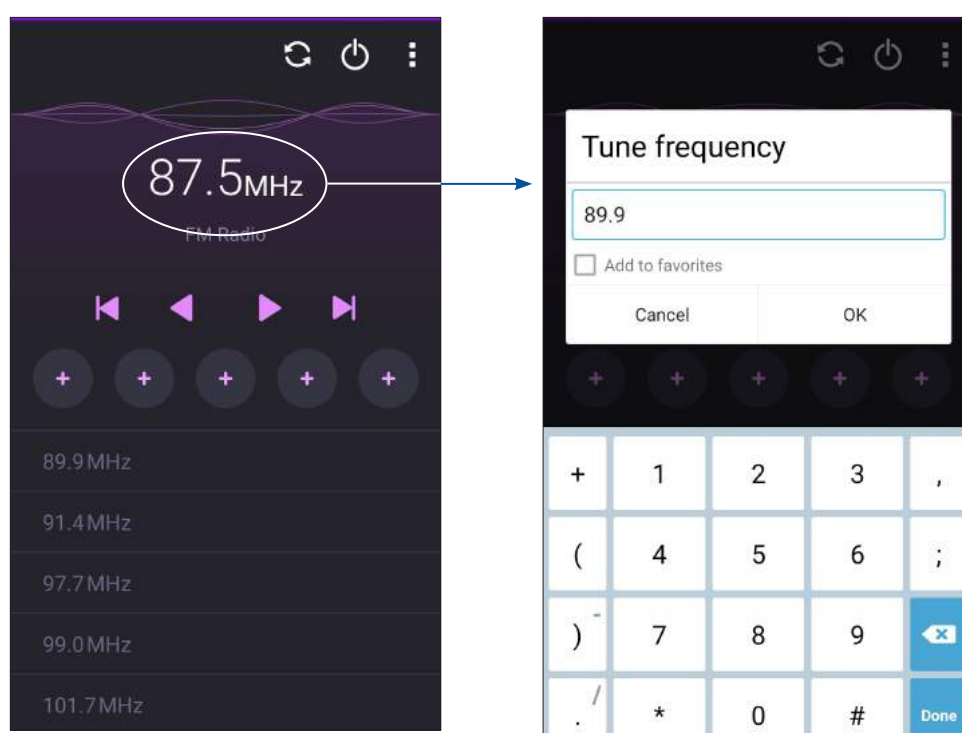 87.5MHz
FM Radio
+ + + + +
89.9MHz
91.4MHz
97.7MHz
99.0MHz
101.7MHz
Tune frequency
89.9
Add to favorites
Cancel OK
+ + + + +
+ 1 2 3 ,
( 4 5 6 ;
) - 7 8 9
. / * 0 # Done